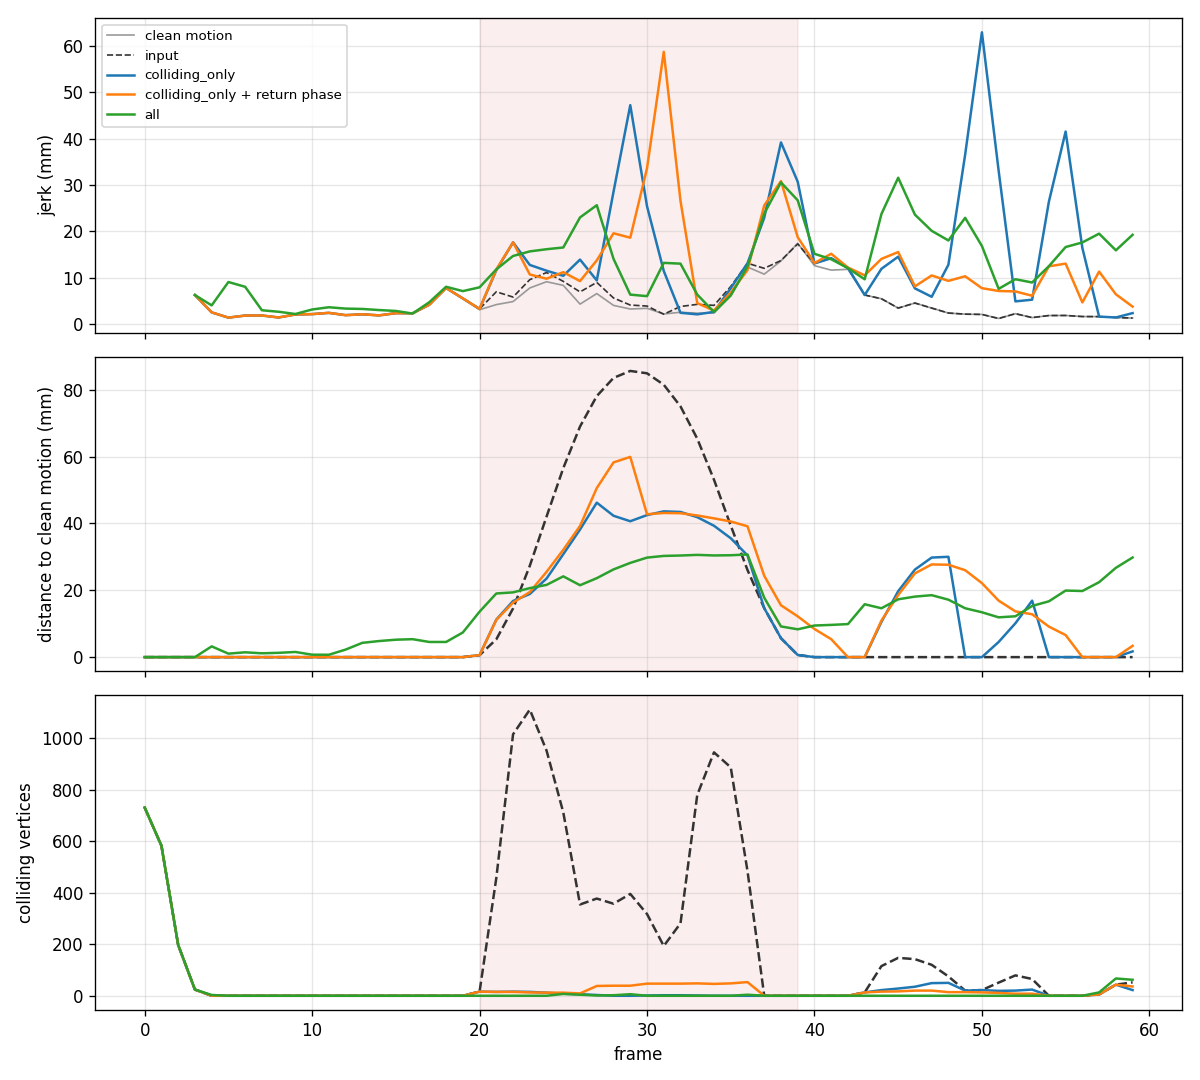 60
50
40
30
20
10
0
jerk (mm)
clean motion
input
colliding_only
colliding_only + return phase
all
80
60
40
20
0
distance to clean motion (mm)
1000
800
600
400
200
0
colliding vertices
0 10 20 30 40 50 60
frame